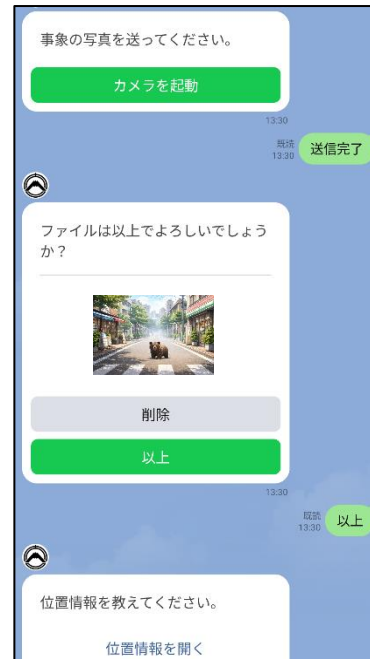 事象の写真を送ってください。
カメラを起動
13:30
既読
13:30
送信完了
ファイルは以上でよろしいでしょう
か？
削除
以上
13:30
既読
13:30
以上
位置情報を教えてください。
位置情報を開く